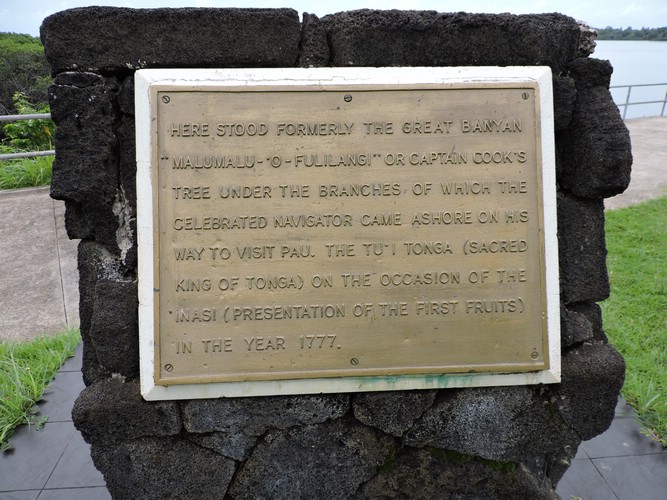 HERE STOOD FORMERLY THE GREAT BANYAN
"MALUMALU-'O-FULILANGI" OR CAPTAIN COOK'S
TREE UNDER THE BRANCHES, OF WHICH THE
CELEBRATED NAVIGATOR CAME ASHORE ON HIS
WAY TO VISIT PAU. THE TU'I TONGA (SACRED
KING OF TONGA) ON THE OCCASION OF THE
'INASI (PRESENTATION OF THE FIRST FRUITS)
IN THE YEAR 1777.